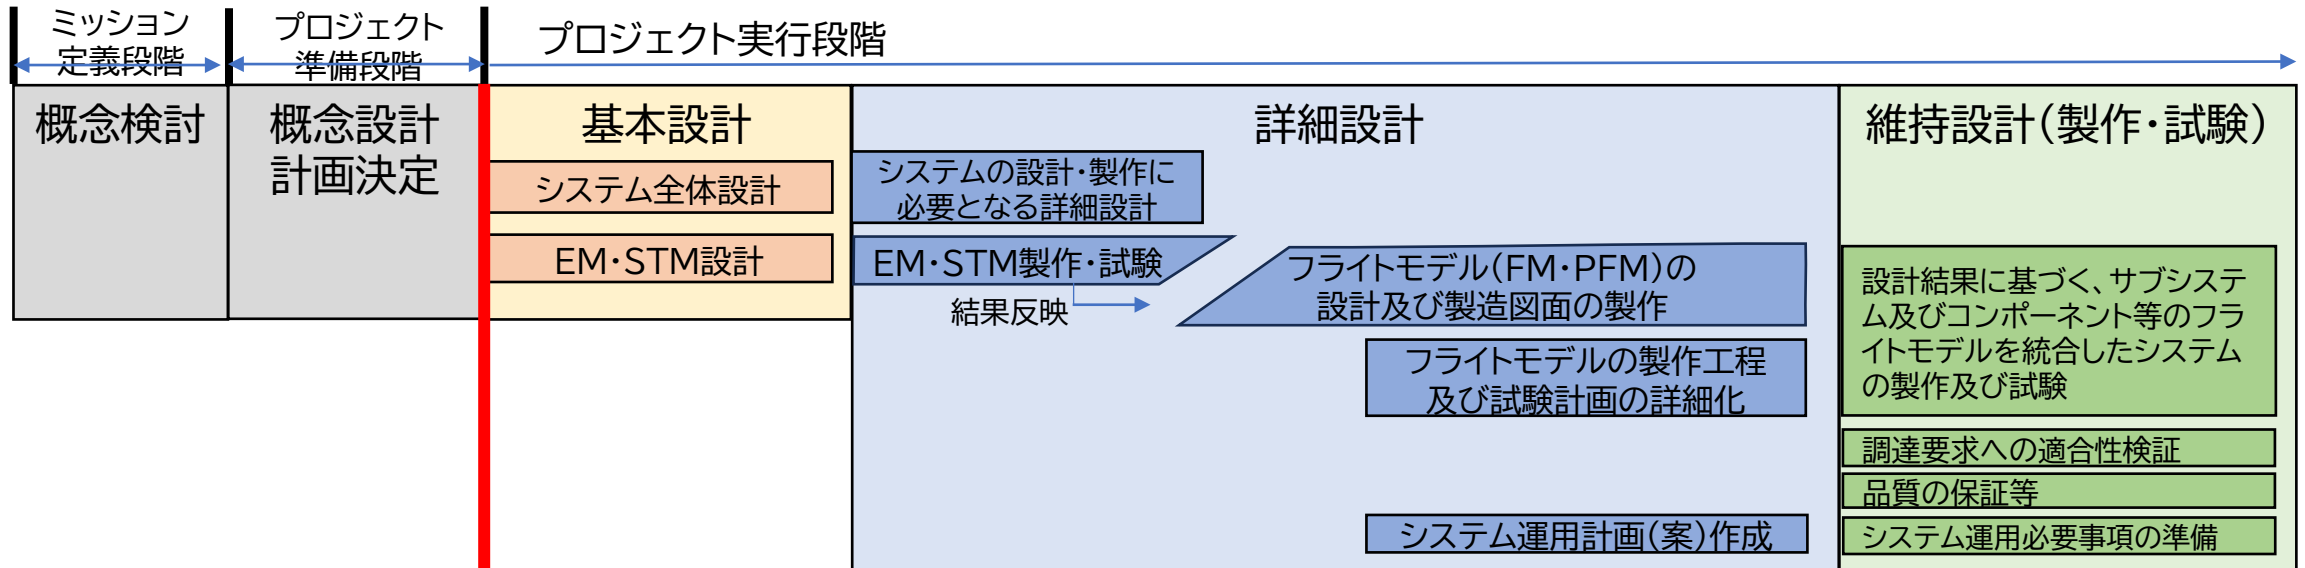 ミッション
定義段階
プロジェクト
準備段階
プロジェクト実行段階
概念検討
概念設計
計画決定
基本設計
システム全体設計
EM・STM設計
詳細設計
システムの設計・製作に
必要となる詳細設計
EM・STM製作・試験
結果反映
フライトモデル(FM・PFM)の
設計及び製造図面の製作
フライトモデルの製作工程
及び試験計画の詳細化
システム運用計画(案)作成
維持設計(製作・試験)
設計結果に基づく、サブシステ
ム及びコンポーネント等のフラ
イトモデルを統合したシステム
の製作及び試験
調達要求への適合性検証
品質の保証等
システム運用必要事項の準備